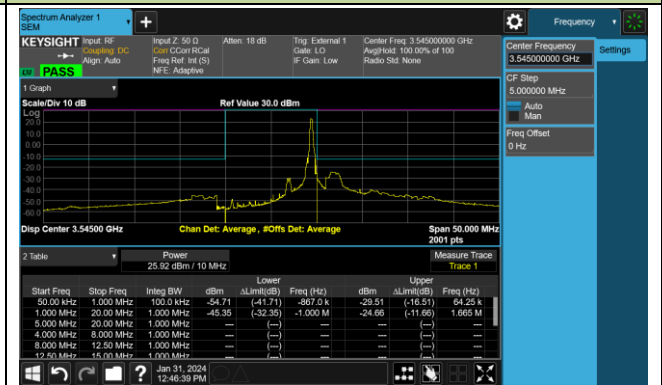 Spectrum Analyzer 1
SEM
Frequency
KEYSIGHT
Input: RF
Coupling: DC
Align: Auto
Input Z: 50 Ω
Corr CCorr RCal
Freq Ref: Int (S)
NFE: Adaptive
Atten: 18 dB
Trig: External 1
Gate: LO
IF Gain: Low
Center Freq: 3.545000000 GHz
Avg|Hold: 100.00% of 100
Radio Std: None
PASS
Center Frequency
3.545000000 GHz
Settings
CF Step
5.000000 MHz
Auto
Man
Freq Offset
0 Hz
1 Graph
Scale/Div 10 dB
Ref Value 30.0 dBm
Log
20.0
10.0
0.00
-10.0
-20.0
-30.0
-40.0
-50.0
-60.0
Disp Center 3.54500 GHz
Chan Det: Average, #Offs Det: Average
Span 50.000 MHz
2001 pts
2 Table
Power
25.92 dBm / 10 MHz
Measure Trace
Trace 1
Lower
Upper
Start Freq Stop Freq Integ BW dBm ΔLimit(dB) Freq (Hz) dBm ΔLimit(dB) Freq (Hz)
50.00 kHz 1.000 MHz 100.0 kHz -54.71 (-41.71) -867.0 k -29.51 (-16.51) 64.25 k
1.000 MHz 20.00 MHz 1.000 MHz -45.35 (-32.35) -1.000 M -24.66 (-11.66) 1.665 M
5.000 MHz 20.00 MHz 1.000 MHz --- (---) --- --- (---) ---
4.000 MHz 8.000 MHz 1.000 MHz --- (---) --- --- (---) ---
8.000 MHz 12.50 MHz 1.000 MHz --- (---) --- --- (---) ---
12.50 MHz 15.00 MHz 1.000 MHz --- (---) --- --- (---) ---
Jan 31, 2024
12:46:39 PM